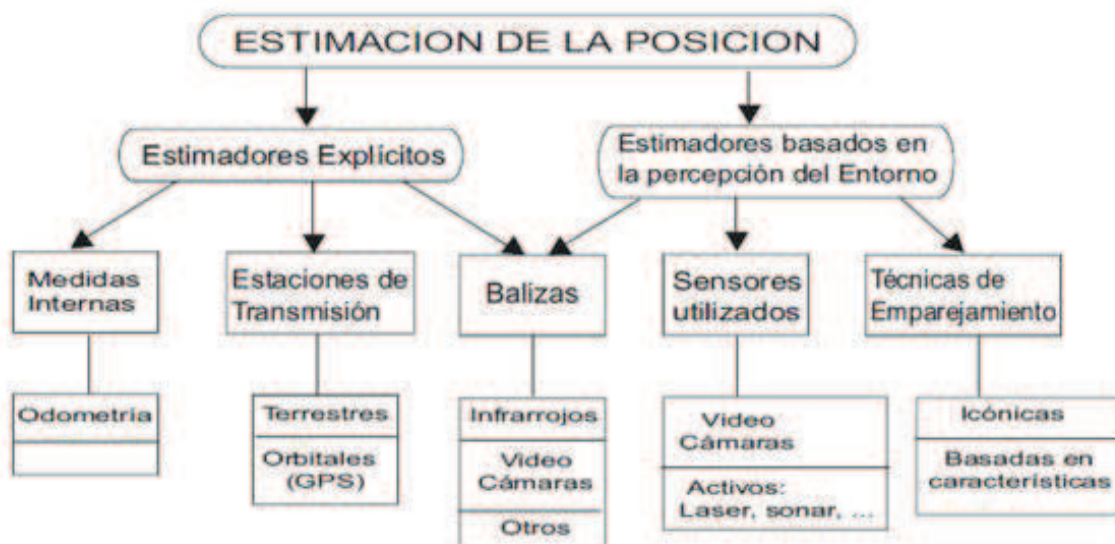 ESTIMACION DE LA POSICION
Estimadores Explícitos
Estimadores basados en
la percepción del Entorno
Medidas
Internas
Estaciones de
Transmisión
Balizas
Sensores
utilizados
Técnicas de
Emparejamiento
Odometría
Terrestres
Orbitales
(GPS)
Infrarrojos
Video
Cámaras
Otros
Video
Cámaras
Activos:
Laser, sonar, ...
Icónicas
Basadas en
características